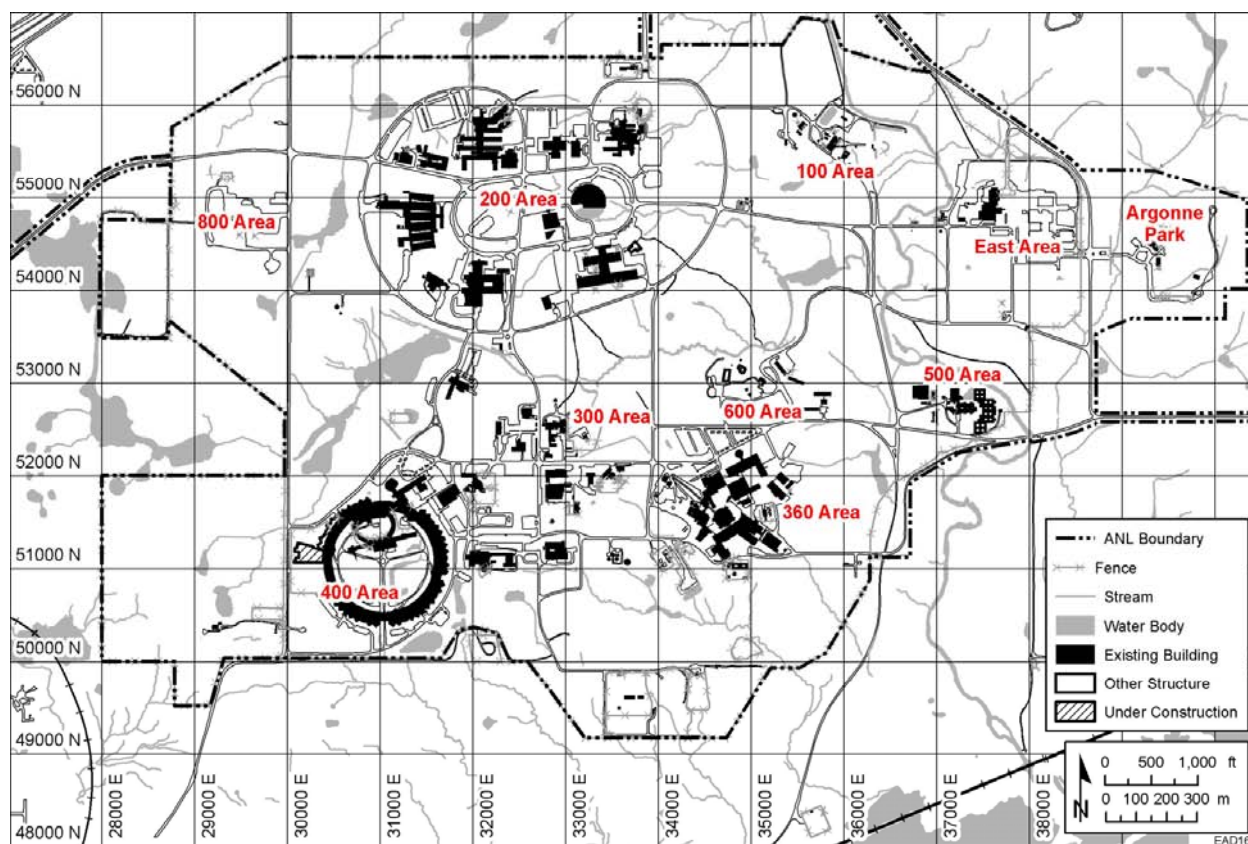 56000 N
55000 N
54000 N
53000 N
52000 N
51000 N
50000 N
49000 N
48000 N
28000 E
29000 E
30000 E
31000 E
32000 E
33000 E
34000 E
35000 E
36000 E
37000 E
38000 E
100 Area
200 Area
800 Area
East Area
Argonne
Park
500 Area
600 Area
300 Area
360 Area
400 Area
ANL Boundary
Fence
Stream
Water Body
Existing Building
Other Structure
Under Construction
0 500 1,000 ft
0 100 200 300 m
N
EAD16